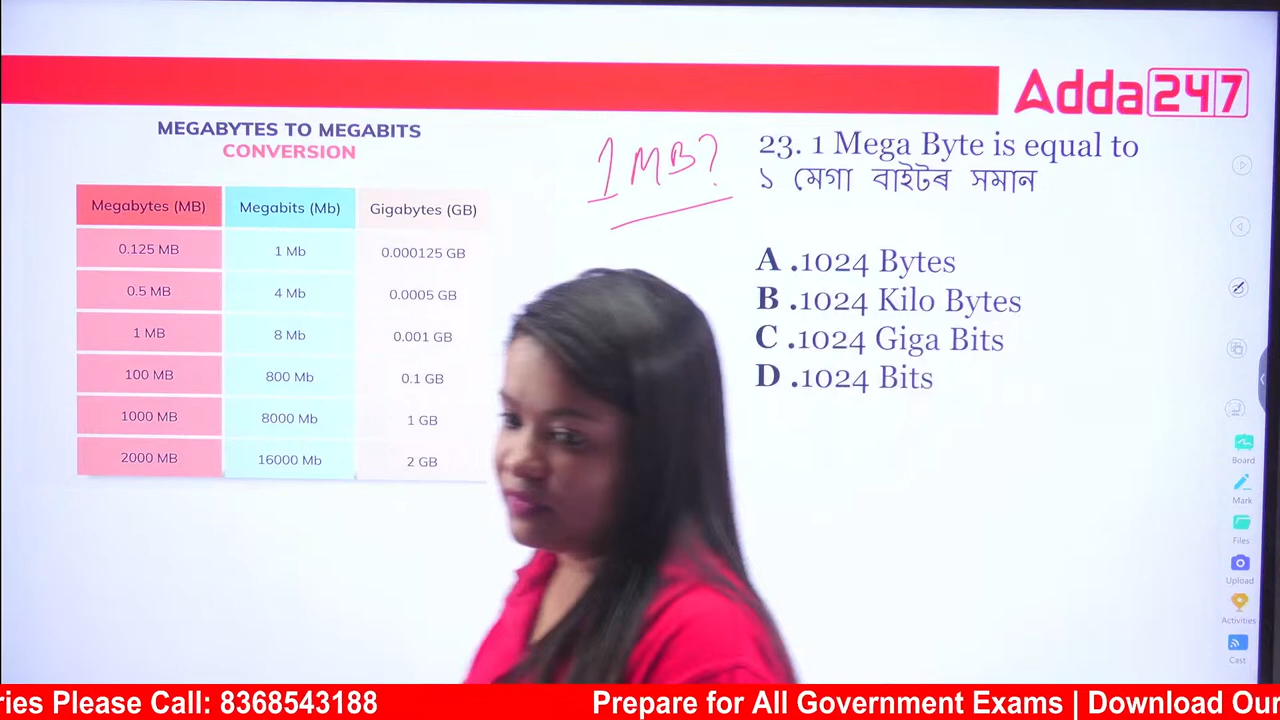 Adda247
MEGABYTES TO MEGABITS
CONVERSION
Megabytes (MB) Megabits (Mb) Gigabytes (GB)
0.125 MB 1 Mb 0.000125 GB
0.5 MB 4 Mb 0.0005 GB
1 MB 8 Mb 0.001 GB
100 MB 800 Mb 0.1 GB
1000 MB 8000 Mb 1 GB
2000 MB 16000 Mb 2 GB
1 MB?
23. 1 Mega Byte is equal to
১ মেগা বাইটৰ সমান
A .1024 Bytes
B .1024 Kilo Bytes
C .1024 Giga Bits
D .1024 Bits
Board
Mark
Files
Upload
Activities
Cast
ries Please Call: 8368543188 Prepare for All Government Exams | Download Our